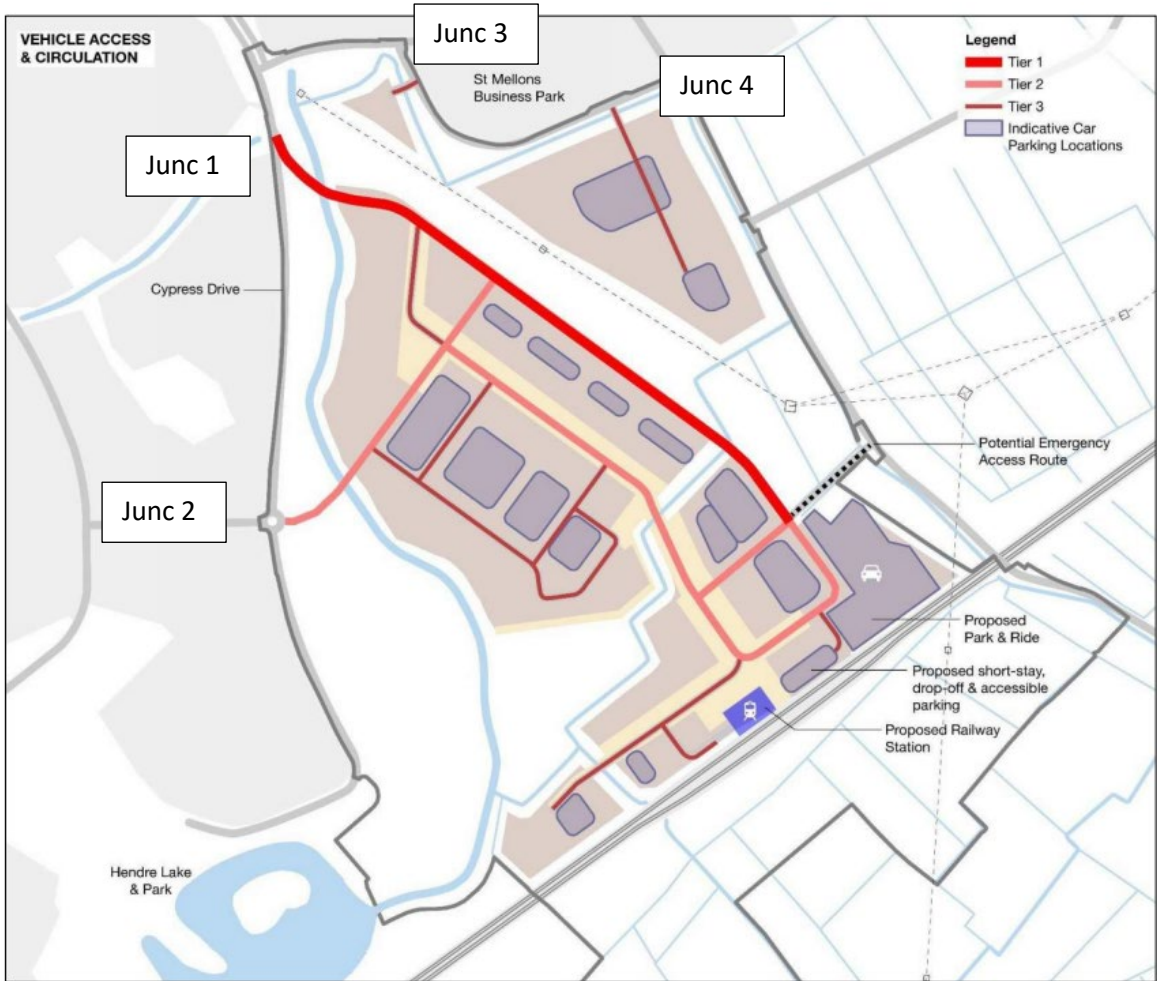 VEHICLE ACCESS
& CIRCULATION
Junc 3
St Mellons
Business Park
Junc 4
Legend
Tier 1
Tier 2
Tier 3
Indicative Car
Parking Locations
Junc 1
Cypress Drive
Potential Emergency
Access Route
Junc 2
Proposed
Park & Ride
Proposed short-stay,
drop-off & accessible
parking
Proposed Railway
Station
Hendre Lake
& Park